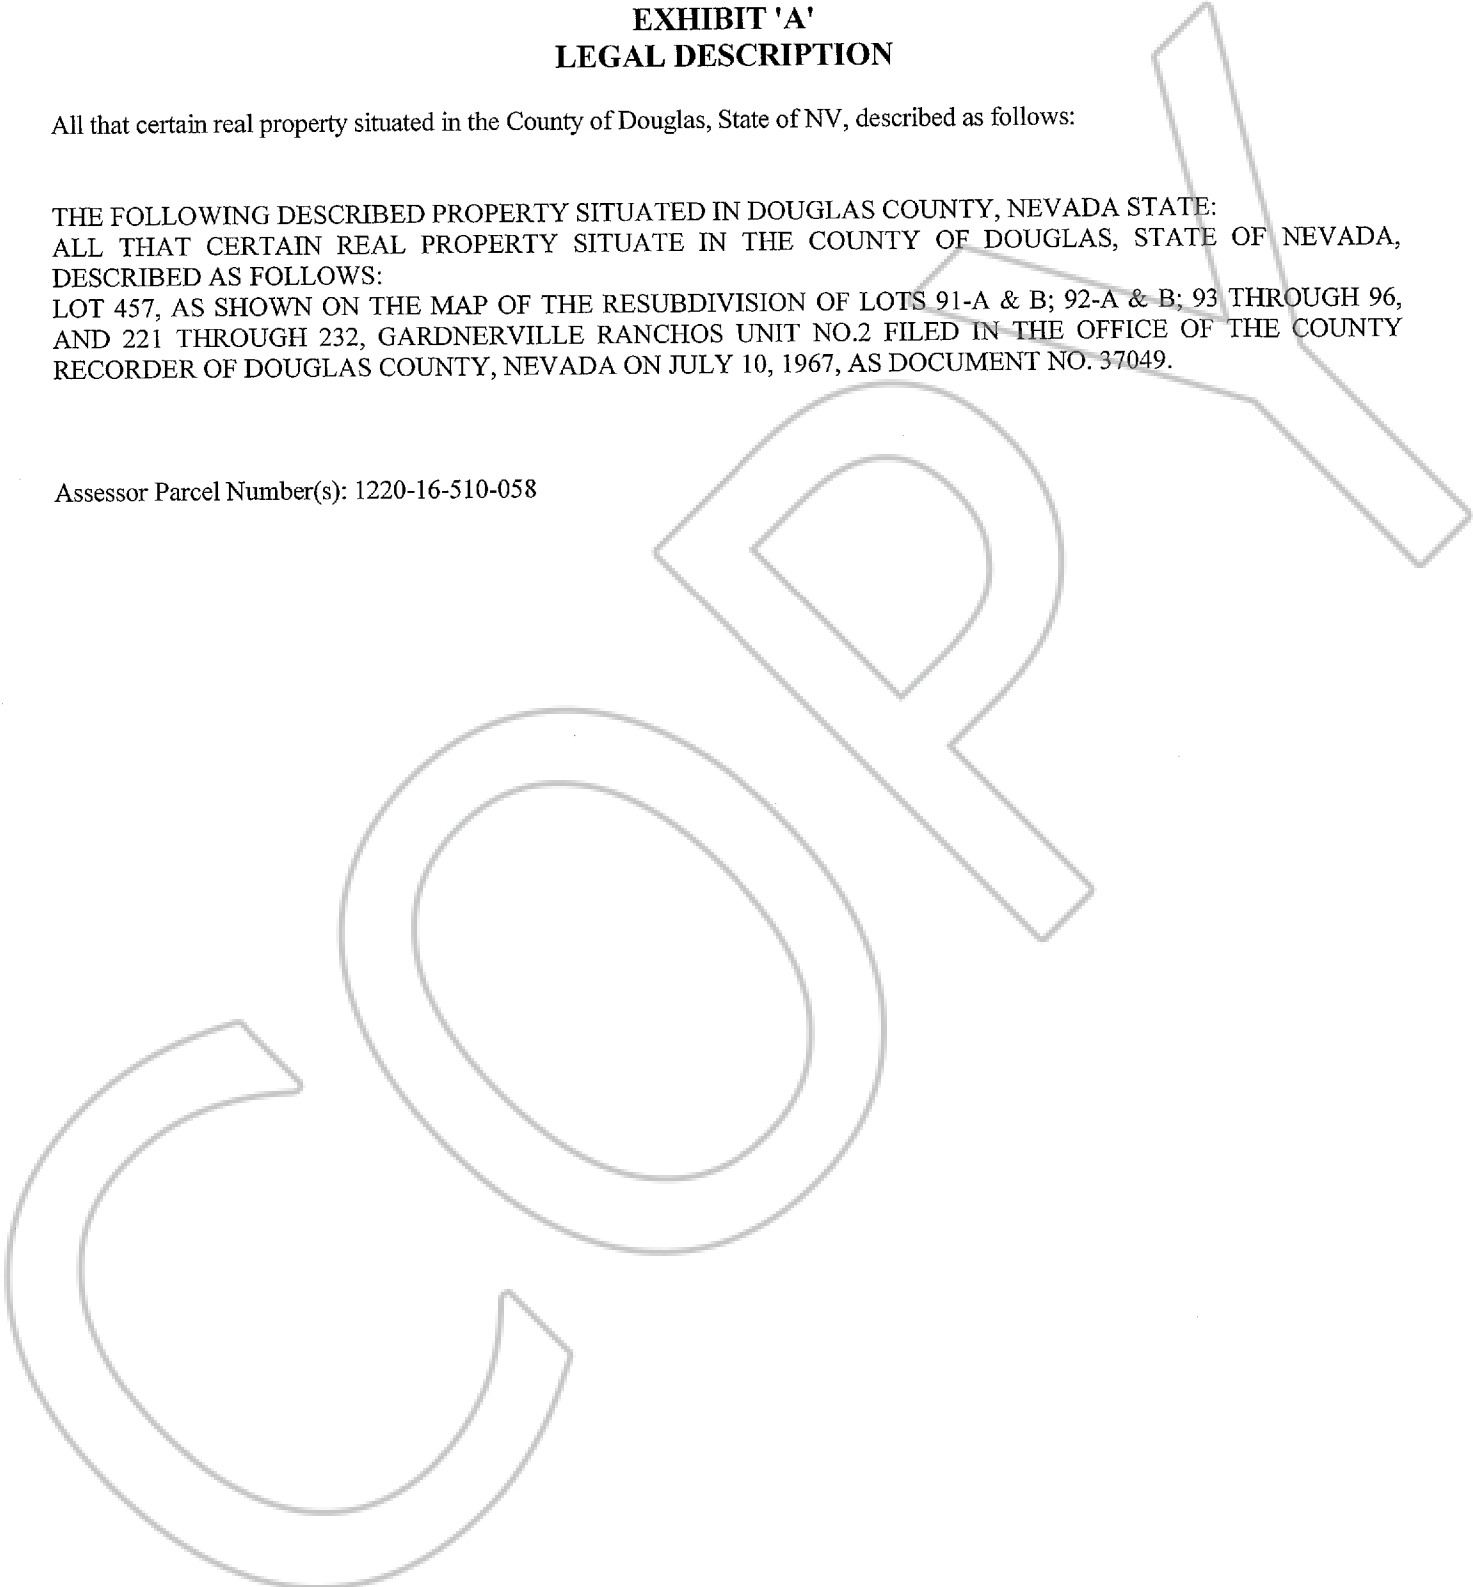 EXHIBIT 'A'
LEGAL DESCRIPTION
All that certain real property situated in the County of Douglas, State of NV, described as follows:
THE FOLLOWING DESCRIBED PROPERTY SITUATED IN DOUGLAS COUNTY, NEVADA STATE:
ALL THAT CERTAIN REAL PROPERTY SITUATE IN THE COUNTY OF DOUGLAS, STATE OF NEVADA,
DESCRIBED AS FOLLOWS:
LOT 457, AS SHOWN ON THE MAP OF THE RESUBDIVISION OF LOTS 91-A & B; 92-A & B; 93 THROUGH 96,
AND 221 THROUGH 232, GARDNERVILLE RANCHOS UNIT NO.2 FILED IN THE OFFICE OF THE COUNTY
RECORDER OF DOUGLAS COUNTY, NEVADA ON JULY 10, 1967, AS DOCUMENT NO. 37049.
Assessor Parcel Number(s): 1220-16-510-058
COPY